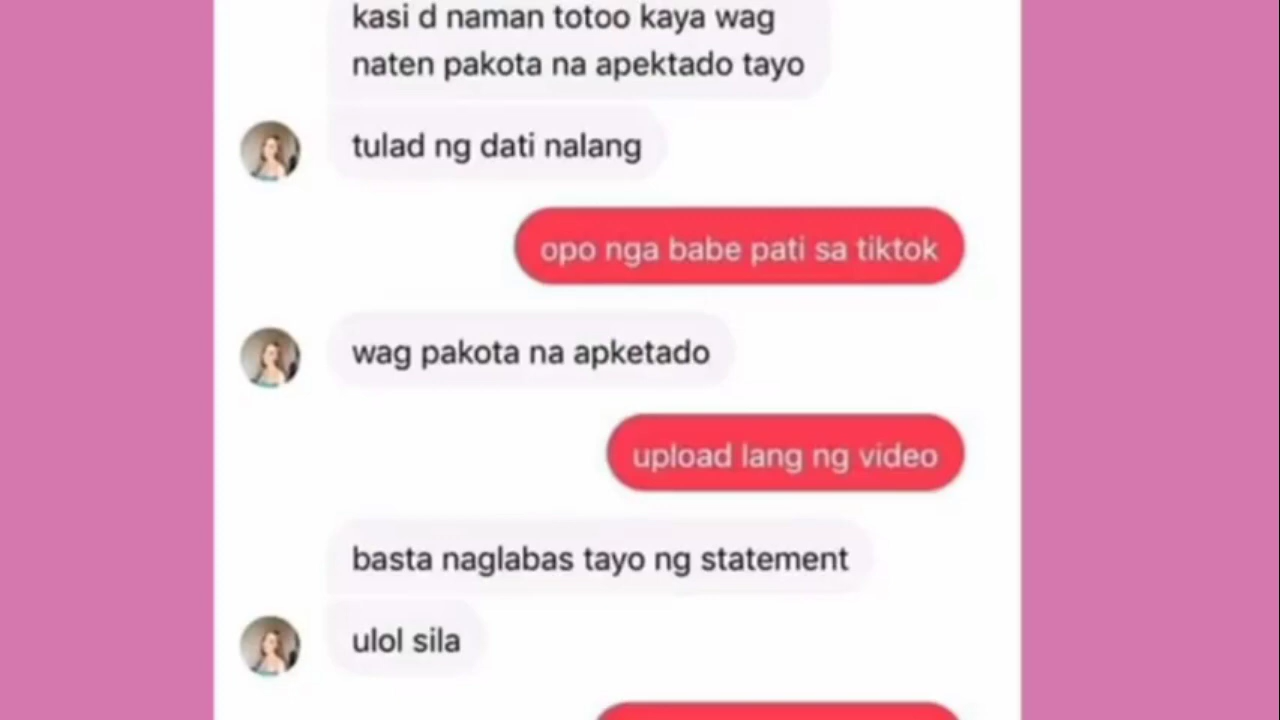 kasi d naman totoo kaya wag
naten pakota na apektado tayo
tulad ng dati nalang
opo nga babe pati sa tiktok
wag pakota na apketado
upload lang ng video
basta naglabas tayo ng statement
ulol sila